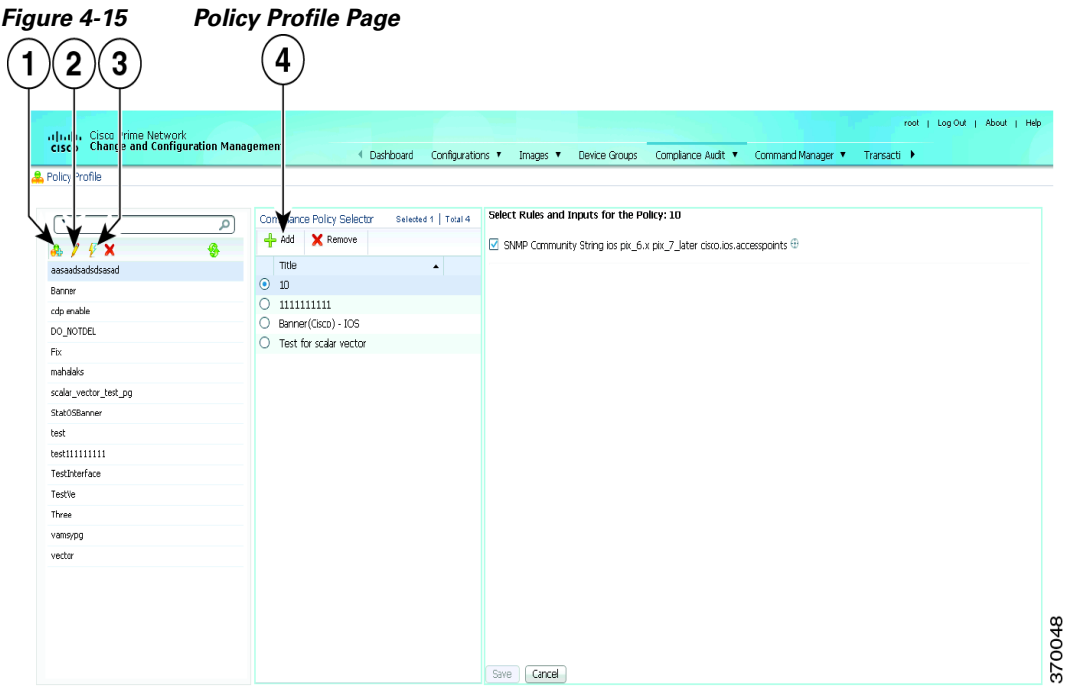 Figure 4-15 Policy Profile Page
1 2 3 4
root | Log Out | About | Help
CISCO Cisco Prime Network
Change and Configuration Management
Dashboard Configurations Images Device Groups Compliance Audit Command Manager Transacti
Policy Profile
Compliance Policy Selector Selected 1 | Total 4
Add Remove
Title
10
1111111111
Banner(Cisco) - IOS
Test for scalar vector
aasaadsadsdsasad
Banner
cdp enable
DO_NOTDEL
Fix
mahalaks
scalar_vector_test_pg
StatOSBanner
test
test111111111
TestInterface
TestVe
Three
vamsypg
vector
Select Rules and Inputs for the Policy: 10
SNMP Community String ios pix_6.x pix_7_later cisco.ios.accesspoints
Save Cancel
370048